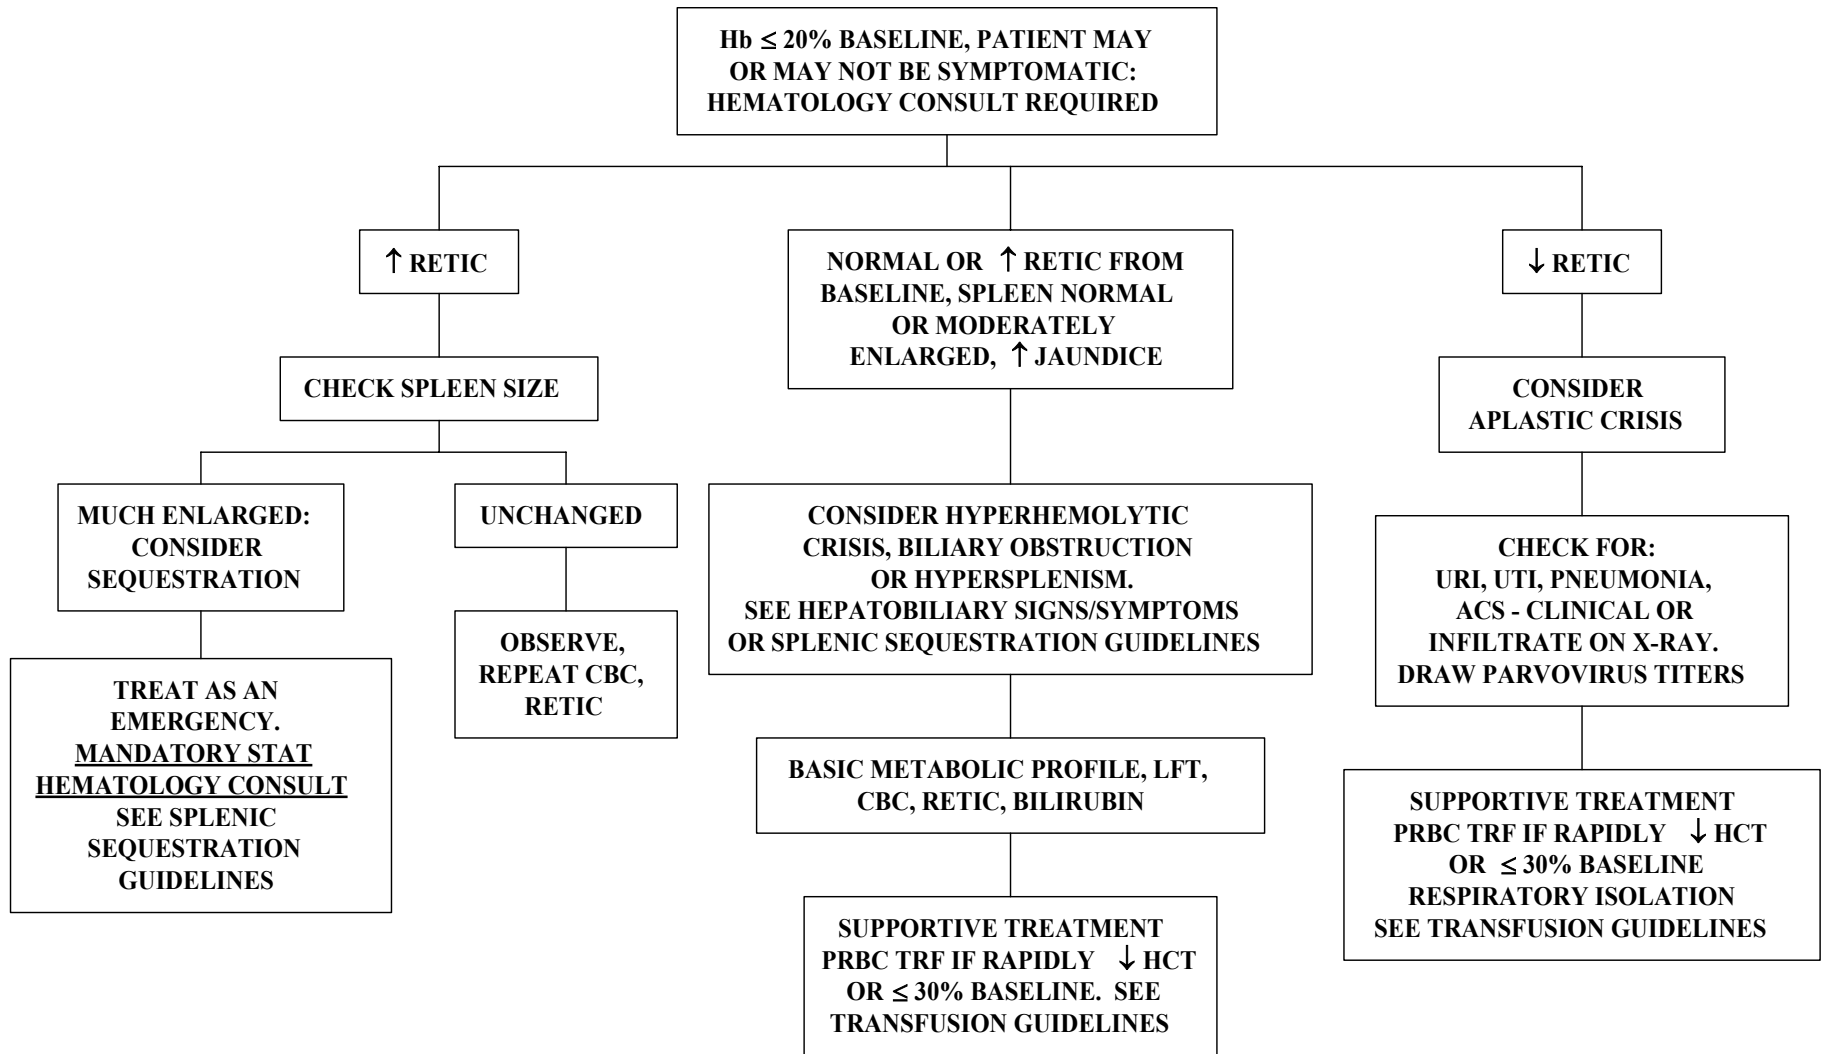 Hb ≤ 20% BASELINE, PATIENT MAY
OR MAY NOT BE SYMPTOMATIC:
HEMATOLOGY CONSULT REQUIRED
↑ RETIC
CHECK SPLEEN SIZE
MUCH ENLARGED:
CONSIDER
SEQUESTRATION
TREAT AS AN
EMERGENCY.
MANDATORY STAT
HEMATOLOGY CONSULT
SEE SPLENIC
SEQUESTRATION
GUIDELINES
UNCHANGED
OBSERVE,
REPEAT CBC,
RETIC
NORMAL OR ↑ RETIC FROM
BASELINE, SPLEEN NORMAL
OR MODERATELY
ENLARGED, ↑ JAUNDICE
CONSIDER HYPERHEMOLYTIC
CRISIS, BILIARY OBSTRUCTION
OR HYPERSPLENISM.
SEE HEPATOBILIARY SIGNS/SYMPTOMS
OR SPLENIC SEQUESTRATION GUIDELINES
BASIC METABOLIC PROFILE, LFT,
CBC, RETIC, BILIRUBIN
SUPPORTIVE TREATMENT
PRBC TRF IF RAPIDLY ↓ HCT
OR ≤ 30% BASELINE. SEE
TRANSFUSION GUIDELINES
↓ RETIC
CONSIDER
APLASTIC CRISIS
CHECK FOR:
URI, UTI, PNEUMONIA,
ACS - CLINICAL OR
INFILTRATE ON X-RAY.
DRAW PARVOVIRUS TITERS
SUPPORTIVE TREATMENT
PRBC TRF IF RAPIDLY ↓ HCT
OR ≤ 30% BASELINE
RESPIRATORY ISOLATION
SEE TRANSFUSION GUIDELINES